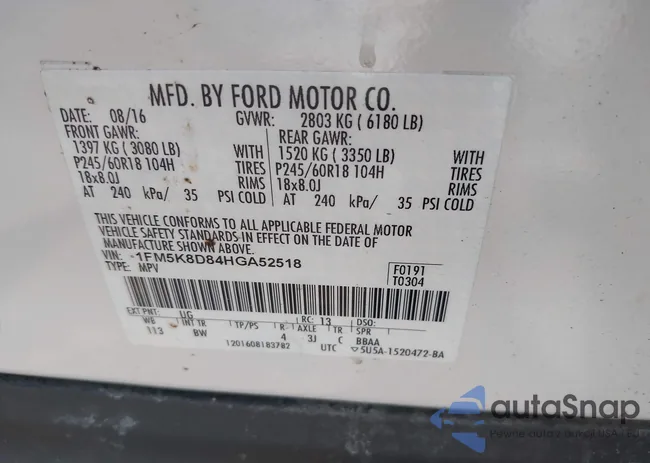 MFD. BY FORD MOTOR CO.
DATE: 08/16 GVWR: 2803 KG ( 6180 LB)
FRONT GAWR: REAR GAWR:
1397 KG ( 3080 LB) WITH 1520 KG ( 3350 LB) WITH
P245/60R18 104H TIRES P245/60R18 104H TIRES
18x8.0J RIMS 18x8.0J RIMS
AT 240 kPa/ 35 PSI COLD AT 240 kPa/ 35 PSI COLD
THIS VEHICLE CONFORMS TO ALL APPLICABLE FEDERAL MOTOR
VEHICLE SAFETY STANDARDS IN EFFECT ON THE DATE OF
MANUFACTURE SHOWN ABOVE.
VIN: 1FM5K8D84HGA52518 F0191
TYPE: MPV T0304
EXT PNT: UG RC: 13 DSO:
WB INT TR TP/PS R AXLE TR SPR
113 BW 4 3J C BBAA
1201608183782 UTC 5U5A-1520472-BA
autoSnap